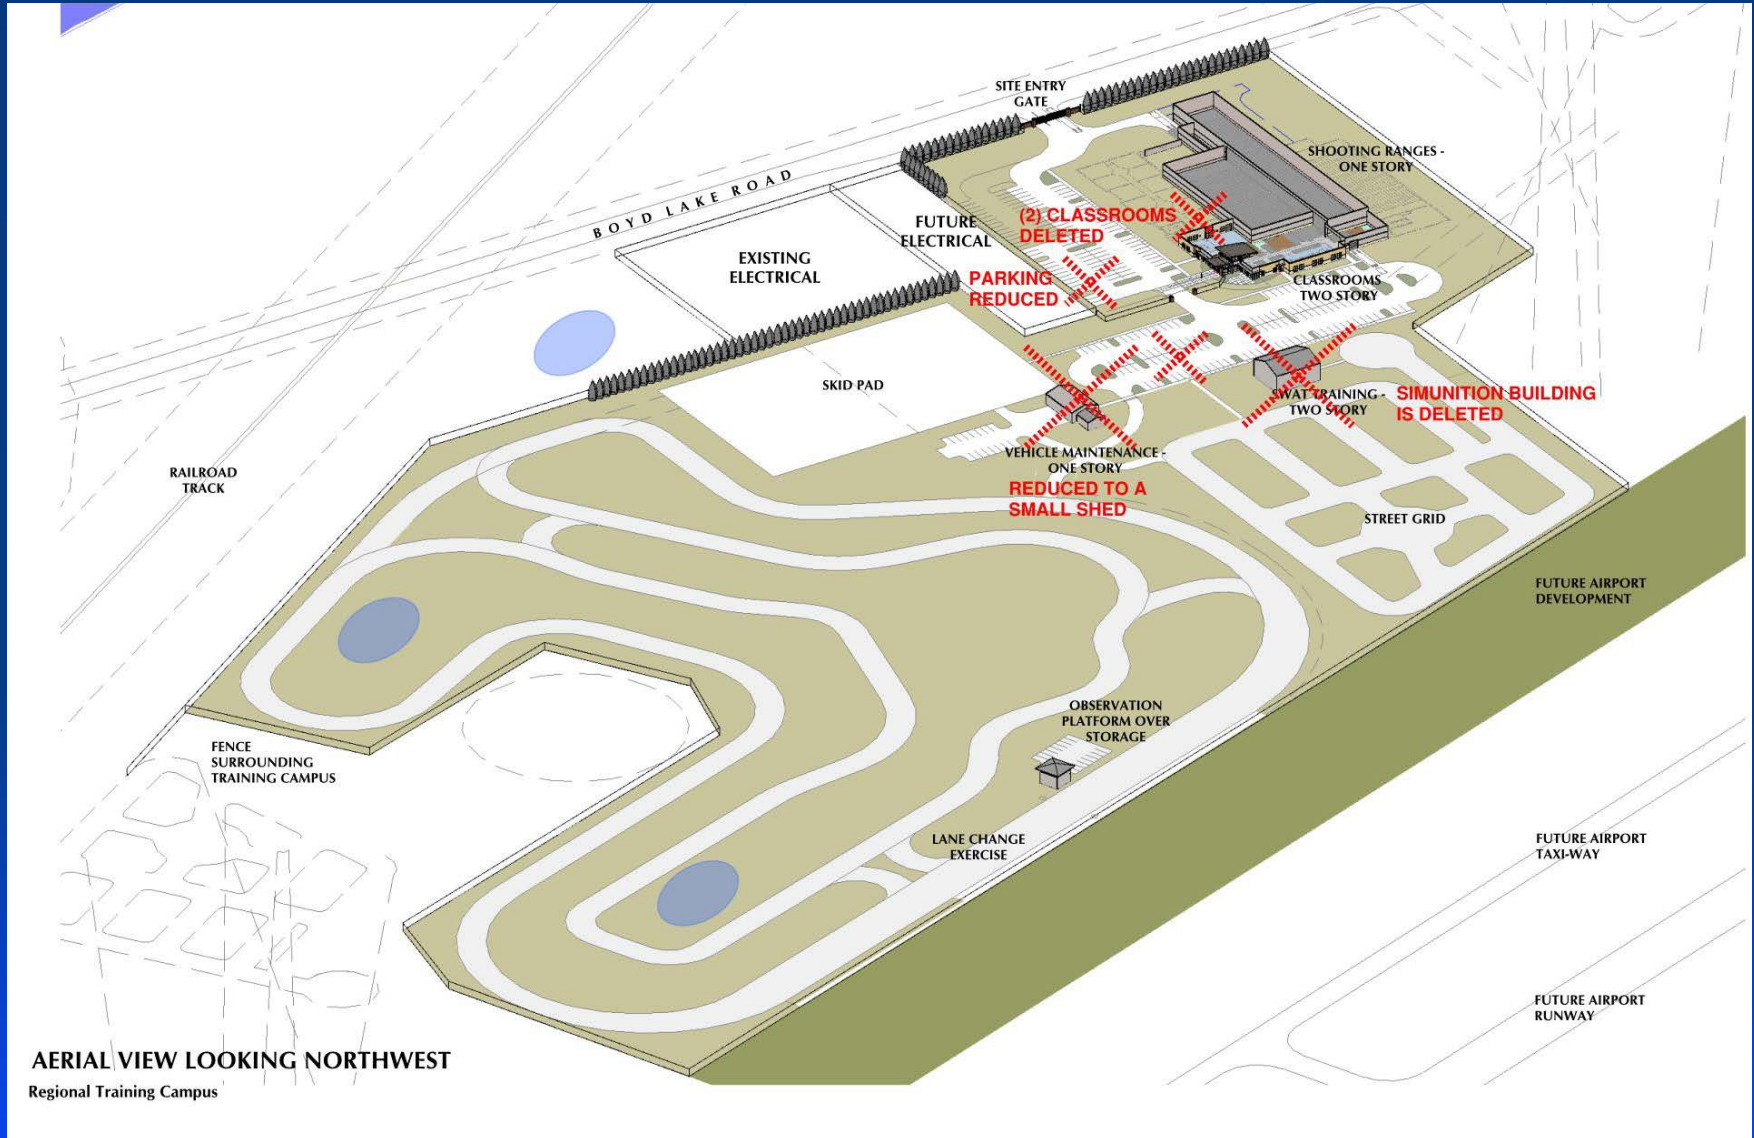 SITE ENTRY
GATE
SHOOTING RANGES -
ONE STORY
BOYD LAKE ROAD
(2) CLASSROOMS
DELETED
FUTURE
ELECTRICAL
EXISTING
ELECTRICAL
PARKING
REDUCED
CLASSROOMS
TWO STORY
SKID PAD
SWAT TRAINING -
TWO STORY
SIMUNITION BUILDING
IS DELETED
VEHICLE MAINTENANCE -
ONE STORY
REDUCED TO A
SMALL SHED
RAILROAD
TRACK
STREET GRID
FUTURE AIRPORT
DEVELOPMENT
OBSERVATION
PLATFORM OVER
STORAGE
FENCE
SURROUNDING
TRAINING CAMPUS
LANE CHANGE
EXERCISE
FUTURE AIRPORT
TAXI-WAY
FUTURE AIRPORT
RUNWAY
AERIAL VIEW LOOKING NORTHWEST
Regional Training Campus